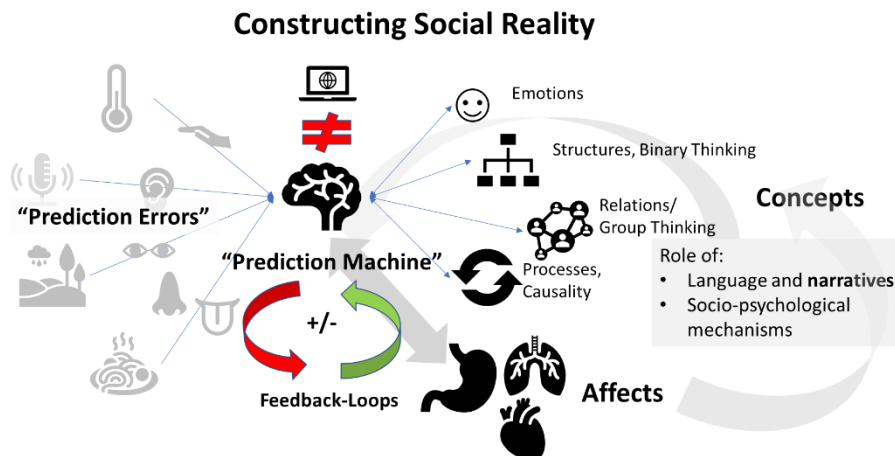 Constructing Social Reality
Emotions
Structures, Binary Thinking
Concepts
“Prediction Errors”
Relations/
Group Thinking
Role of:
• Language and narratives
• Socio-psychological
mechanisms
“Prediction Machine”
Processes,
Causality
+/-
Feedback-Loops
Affects